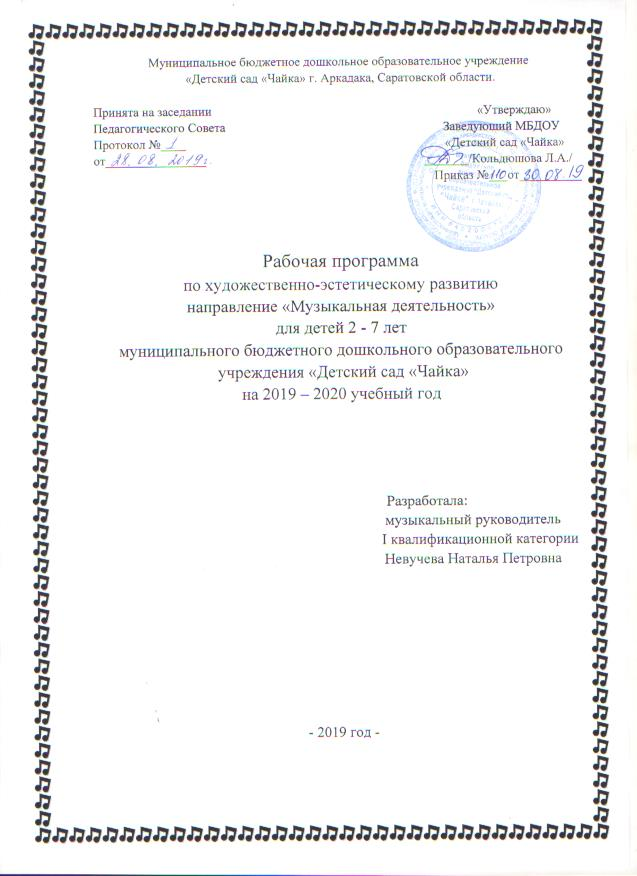 Муниципальное бюджетное дошкольное образовательное учреждение
«Детский сад «Чайка» г. Аркадака, Саратовской области.
Принята на заседании
Педагогического Совета
Протокол № 1
от 28.08.2019г.
«Утверждаю»
Заведующий МБДОУ
«Детский сад «Чайка»
/Кольдюшова Л.А./
Приказ № 110 от 30.08.19
Рабочая программа
по художественно-эстетическому развитию
направление «Музыкальная деятельность»
для детей 2 - 7 лет
муниципального бюджетного дошкольного образовательного
учреждения «Детский сад «Чайка»
на 2019 – 2020 учебный год
Разработала:
музыкальный руководитель
I квалификационной категории
Невучева Наталья Петровна
- 2019 год -